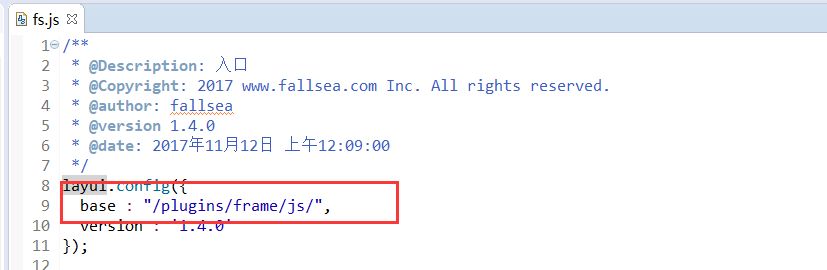 fs.js
1 /**
2  * @Description: 入口
3  * @Copyright: 2017 www.fallsea.com Inc. All rights reserved.
4  * @author: fallsea
5  * @version 1.4.0
6  * @date: 2017年11月12日 上午12:09:00
7  */
8 layui.config({
9   base : "/plugins/frame/js/",
10   version : '1.4.0'
11 });
12